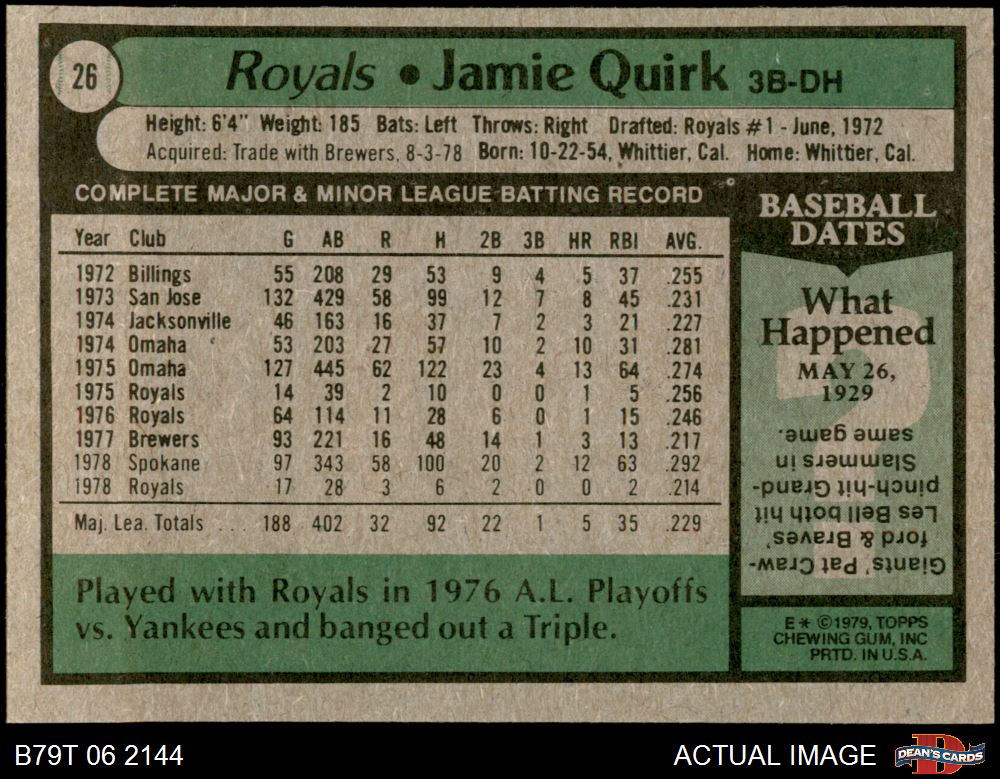 26
Royals • Jamie Quirk 3B-DH
Height: 6'4" Weight: 185 Bats: Left Throws: Right Drafted: Royals #1 - June, 1972
Acquired: Trade with Brewers, 8-3-78 Born: 10-22-54, Whittier, Cal. Home: Whittier, Cal.
COMPLETE MAJOR & MINOR LEAGUE BATTING RECORD
Year Club G AB R H 2B 3B HR RBI AVG.
1972 Billings 55 208 29 53 9 4 5 37 .255
1973 San Jose 132 429 58 99 12 7 8 45 .231
1974 Jacksonville 46 163 16 37 7 2 3 21 .227
1974 Omaha 53 203 27 57 10 2 10 31 .281
1975 Omaha 127 445 62 122 23 4 13 64 .274
1975 Royals 14 39 2 10 0 0 1 5 .256
1976 Royals 64 114 11 28 6 0 1 15 .246
1977 Brewers 93 221 16 48 14 1 3 13 .217
1978 Spokane 97 343 58 100 20 2 12 63 .292
1978 Royals 17 28 3 6 2 0 0 2 .214
Maj. Lea. Totals ... 188 402 32 92 22 1 5 35 .229
Played with Royals in 1976 A.L. Playoffs
vs. Yankees and banged out a Triple.
BASEBALL
DATES
What
Happened
MAY 26,
1929
Giants' Pat Craw-
ford & Braves'
Les Bell both hit
pinch-hit Grand-
Slammers in
same game.
E * ©1979, TOPPS
CHEWING GUM, INC
PRTD. IN U.S.A.
B79T 06 2144
ACTUAL IMAGE
D
DEAN'S CARDS